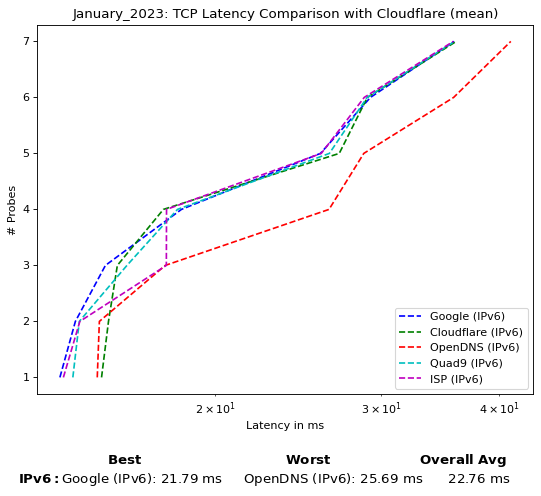 January_2023: TCP Latency Comparison with Cloudflare (mean)
# Probes
7
6
5
4
3
2
1
Google (IPv6)
Cloudflare (IPv6)
OpenDNS (IPv6)
Quad9 (IPv6)
ISP (IPv6)
2 × 10¹ 3 × 10¹ 4 × 10¹
Latency in ms
Best Worst Overall Avg
IPv6: Google (IPv6): 21.79 ms OpenDNS (IPv6): 25.69 ms 22.76 ms